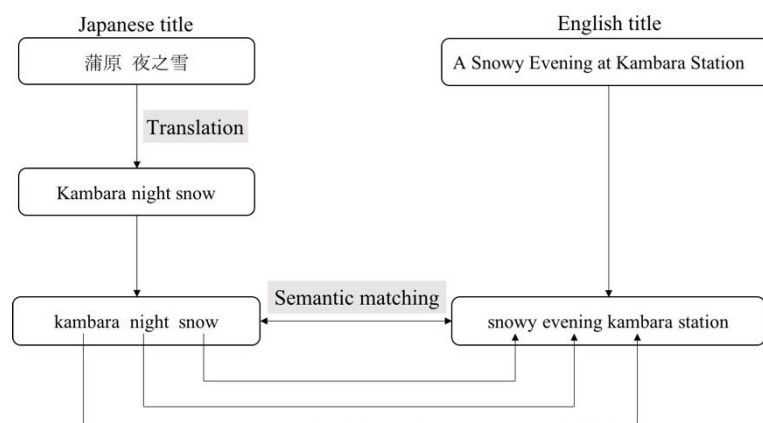 Japanese title
English title
蒲原 夜之雪
A Snowy Evening at Kambara Station
Translation
Kambara night snow
Semantic matching
kambara night snow
snowy evening kambara station